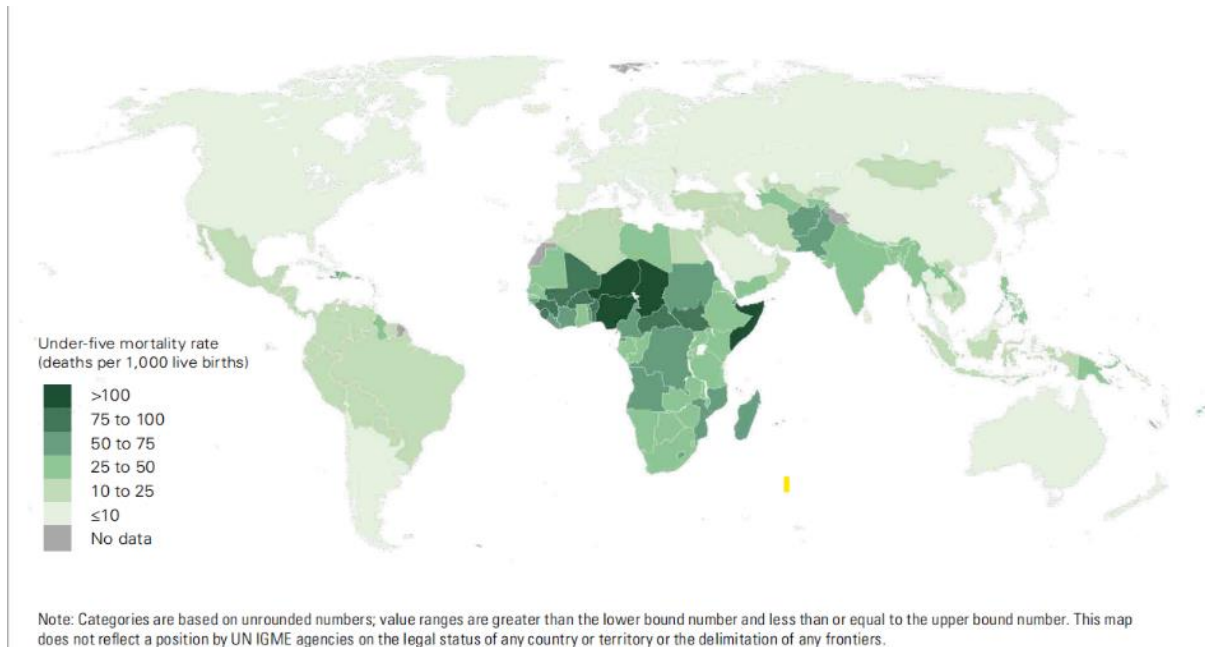 Under-five mortality rate
(deaths per 1,000 live births)
>100
75 to 100
50 to 75
25 to 50
10 to 25
≤10
No data
Note: Categories are based on unrounded numbers; value ranges are greater than the lower bound number and less than or equal to the upper bound number. This map
does not reflect a position by UN IGME agencies on the legal status of any country or territory or the delimitation of any frontiers.